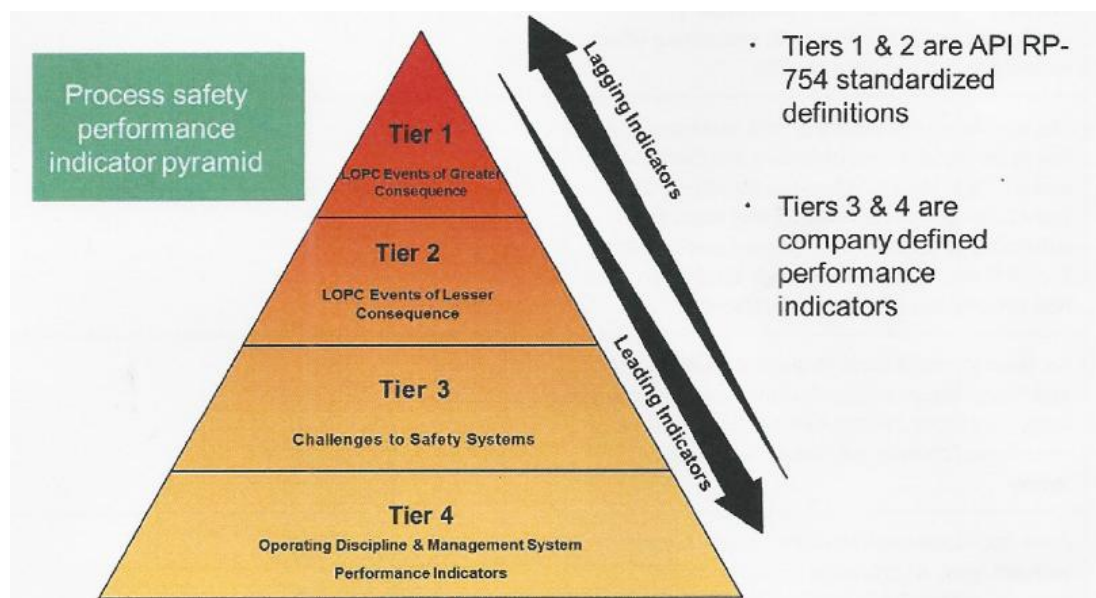 Process safety
performance
indicator pyramid
Tier 1
LOPC Events of Greater
Consequence
Tier 2
LOPC Events of Lesser
Consequence
Tier 3
Challenges to Safety Systems
Tier 4
Operating Discipline & Management System
Performance Indicators
Lagging Indicators
Leading Indicators
· Tiers 1 & 2 are API RP-
754 standardized
definitions
· Tiers 3 & 4 are
company defined
performance
indicators